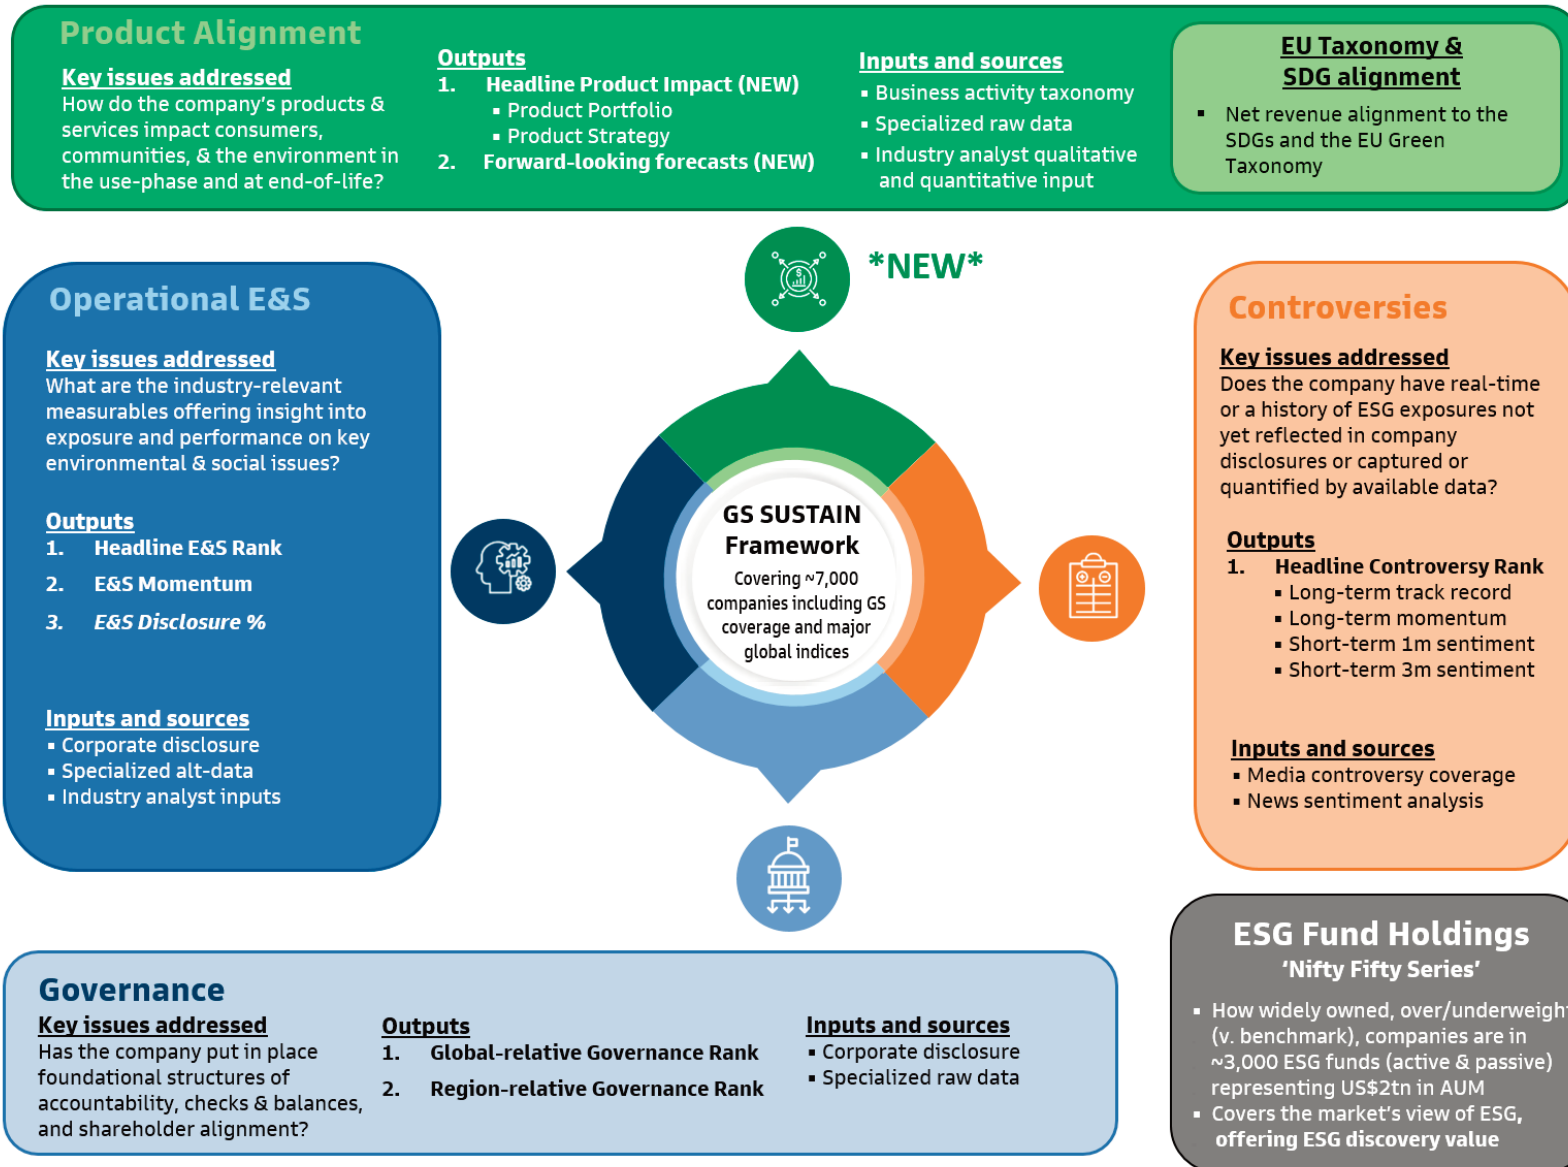 Product Alignment
Key issues addressed
How do the company's products &
services impact consumers,
communities, & the environment in
the use-phase and at end-of-life?
Outputs
1. Headline Product Impact (NEW)
▪ Product Portfolio
▪ Product Strategy
2. Forward-looking forecasts (NEW)
Inputs and sources
▪ Business activity taxonomy
▪ Specialized raw data
▪ Industry analyst qualitative
and quantitative input
EU Taxonomy &
SDG alignment
▪ Net revenue alignment to the
SDGs and the EU Green
Taxonomy
*NEW*
Operational E&S
Key issues addressed
What are the industry-relevant
measurables offering insight into
exposure and performance on key
environmental & social issues?
Outputs
1. Headline E&S Rank
2. E&S Momentum
3. E&S Disclosure %
Inputs and sources
▪ Corporate disclosure
▪ Specialized alt-data
▪ Industry analyst inputs
GS SUSTAIN
Framework
Covering ~7,000
companies including GS
coverage and major
global indices
Controversies
Key issues addressed
Does the company have real-time
or a history of ESG exposures not
yet reflected in company
disclosures or captured or
quantified by available data?
Outputs
1. Headline Controversy Rank
▪ Long-term track record
▪ Long-term momentum
▪ Short-term 1m sentiment
▪ Short-term 3m sentiment
Inputs and sources
▪ Media controversy coverage
▪ News sentiment analysis
Governance
Key issues addressed
Has the company put in place
foundational structures of
accountability, checks & balances,
and shareholder alignment?
Outputs
1. Global-relative Governance Rank
2. Region-relative Governance Rank
Inputs and sources
▪ Corporate disclosure
▪ Specialized raw data
ESG Fund Holdings
'Nifty Fifty Series'
▪ How widely owned, over/underweight
(v. benchmark), companies are in
~3,000 ESG funds (active & passive)
representing US$2tn in AUM
▪ Covers the market's view of ESG,
offering ESG discovery value